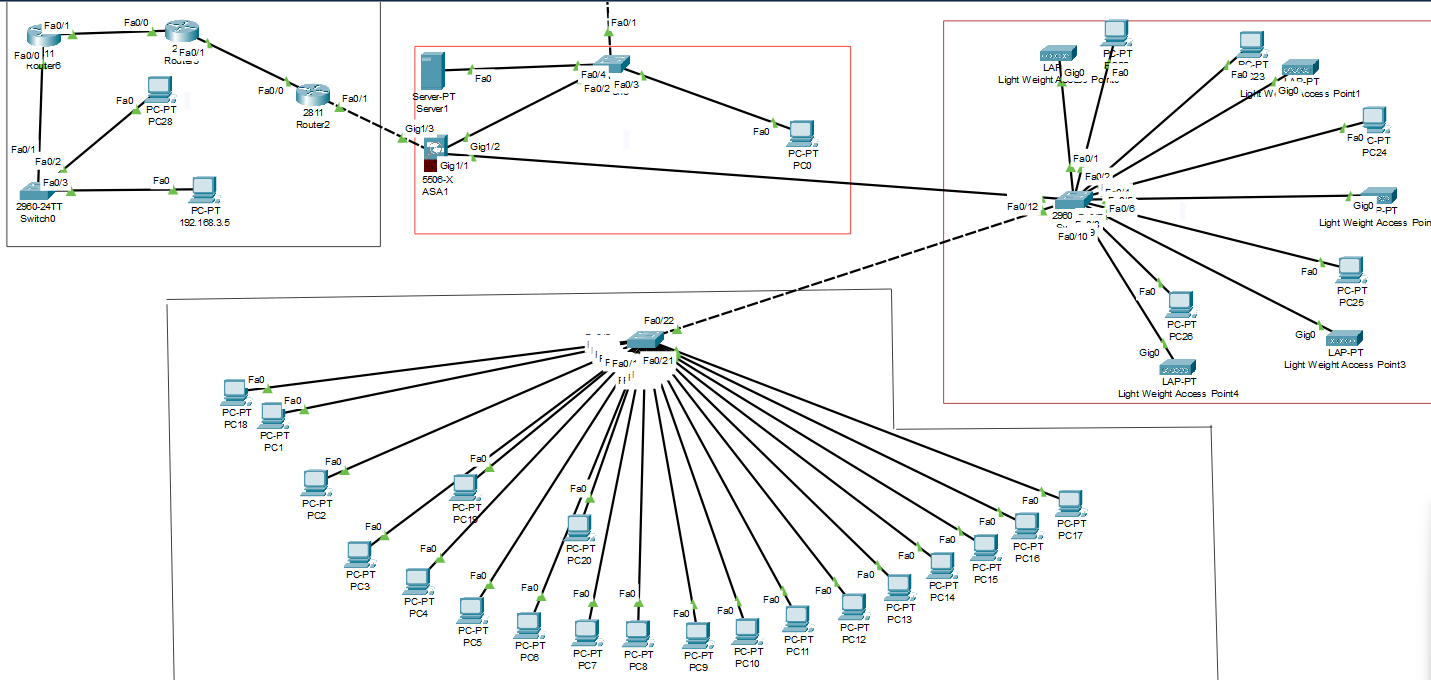 Fa0/1
Fa0/0
Fa0/0
11
Router6
Fa0/1
Fa0/0
2811
Router2
Fa0/1
Fa0
PC-PT
PC28
Fa0/1
Fa0/2
Fa0/3
2960-24TT
Switch0
Fa0
PC-PT
192.168.3.5
Fa0/1
Server-PT
Server1
Fa0
Fa0/4
Fa0/2
Fa0/3
Fa0
PC-PT
PC0
Gig1/3
Gig1/2
Gig1/1
5506-X
ASA1
Light Weight Access Point
Gig0
PC-PT
Fa0
PC-PT
Fa0
Gig0
Light Weight Access Point1
Fa0
C-PT
PC24
Gig0
P-PT
Light Weight Access Poin
Fa0
PC-PT
PC25
Gig0
LAP-PT
Light Weight Access Point3
Fa0
PC-PT
PC26
Gig0
LAP-PT
Light Weight Access Point4
Fa0/1
Fa0/2
Fa0/6
Fa0/12
2960
Fa0/10
Fa0/22
Fa0/21
Fa0/1
Fa0
PC-PT
PC18
Fa0
PC-PT
PC1
Fa0
PC-PT
PC2
Fa0
PC-PT
PC19
Fa0
PC-PT
PC3
Fa0
PC-PT
PC4
Fa0
PC-PT
PC5
Fa0
PC-PT
PC20
Fa0
PC-PT
PC6
Fa0
PC-PT
PC7
Fa0
PC-PT
PC8
Fa0
PC-PT
PC9
Fa0
PC-PT
PC10
Fa0
PC-PT
PC11
Fa0
PC-PT
PC12
Fa0
PC-PT
PC13
Fa0
PC-PT
PC14
Fa0
PC-PT
PC15
Fa0
PC-PT
PC16
Fa0
PC-PT
PC17